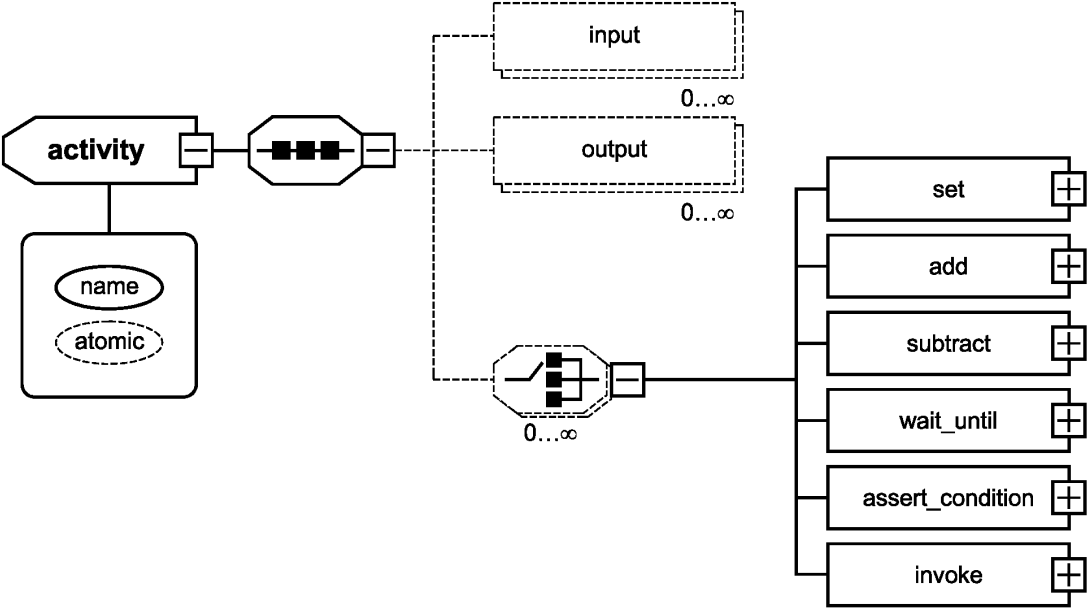 input
0...∞
activity
output
0...∞
name
atomic
0...∞
set
add
subtract
wait_until
assert_condition
invoke